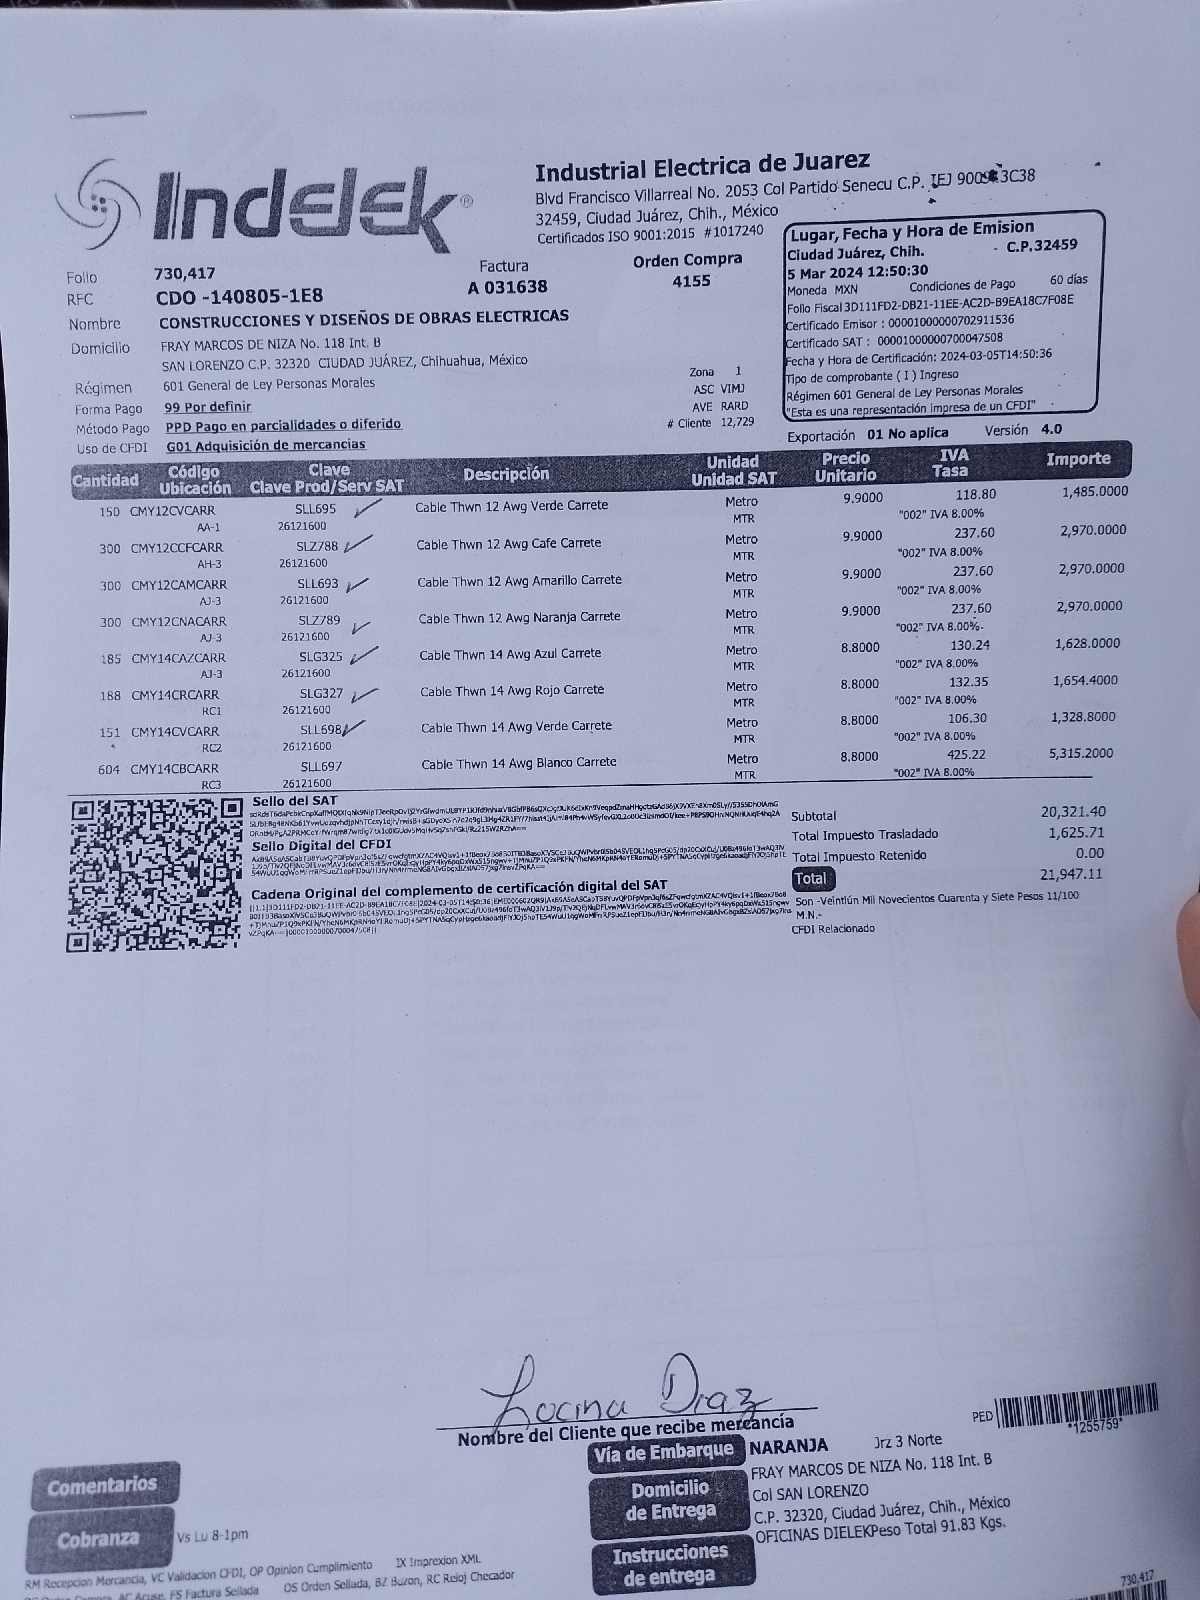 Indelek®
Industrial Electrica de Juarez
Blvd Francisco Villarreal No. 2053 Col Partido Senecu C.P. IEJ 3C38
32459, Ciudad Juárez, Chih., México
Certificados ISO 9001:2015 #1017240
Lugar, Fecha y Hora de Emision
Ciudad Juárez, Chih. C.P.32459
5 Mar 2024 12:50:30
Moneda MXN Condiciones de Pago 60 días
Folio Fiscal 3D111FD2-DB21-11EE-AC2D-B9EA18C7F08E
Certificado Emisor : 00001000000702911536
Certificado SAT : 00001000000700047508
Fecha y Hora de Certificación: 2024-03-05T14:50:36
Tipo de comprobante ( I ) Ingreso
Régimen 601 General de Ley Personas Morales
"Esta es una representación impresa de un CFDI"
Folio 730,417 Factura Orden Compra
RFC CDO -140805-1E8 A 031638 4155
Nombre CONSTRUCCIONES Y DISEÑOS DE OBRAS ELECTRICAS
Domicilio FRAY MARCOS DE NIZA No. 118 Int. B
SAN LORENZO C.P. 32320 CIUDAD JUÁREZ, Chihuahua, México
Régimen 601 General de Ley Personas Morales
Forma Pago 99 Por definir
Método Pago PPD Pago en parcialidades o diferido
Uso de CFDI G01 Adquisición de mercancias
Zona 1
ASC VIMJ
AVE RARD
# Cliente 12,729
Exportación 01 No aplica Versión 4.0
Cantidad Código Ubicación Clave Clave Prod/Serv SAT Descripción Unidad Unidad SAT Precio Unitario IVA Tasa Importe
150 CMY12CVCARR SLL695 Cable Thwn 12 Awg Verde Carrete Metro 9.9000 118.80 1,485.0000
AA-1 26121600 MTR "002" IVA 8.00%
300 CMY12CCFCARR SLZ788 Cable Thwn 12 Awg Cafe Carrete Metro 9.9000 237.60 2,970.0000
AH-3 26121600 MTR "002" IVA 8.00%
300 CMY12CAMCARR SLL693 Cable Thwn 12 Awg Amarillo Carrete Metro 9.9000 237.60 2,970.0000
AJ-3 26121600 MTR "002" IVA 8.00%
300 CMY12CNACARR SLZ789 Cable Thwn 12 Awg Naranja Carrete Metro 9.9000 237.60 2,970.0000
AJ-3 26121600 MTR "002" IVA 8.00%
185 CMY14CAZCARR SLG325 Cable Thwn 14 Awg Azul Carrete Metro 8.8000 130.24 1,628.0000
AJ-3 26121600 MTR "002" IVA 8.00%
188 CMY14CRCARR SLG327 Cable Thwn 14 Awg Rojo Carrete Metro 8.8000 132.35 1,654.4000
RC1 26121600 MTR "002" IVA 8.00%
151 CMY14CVCARR SLL698 Cable Thwn 14 Awg Verde Carrete Metro 8.8000 106.30 1,328.8000
RC2 26121600 MTR "002" IVA 8.00%
604 CMY14CBCARR SLL697 Cable Thwn 14 Awg Blanco Carrete Metro 8.8000 425.22 5,315.2000
RC3 26121600 MTR "002" IVA 8.00%
Sello del SAT
Sello Digital del CFDI
Cadena Original del complemento de certificación digital del SAT
Subtotal 20,321.40
Total Impuesto Trasladado 1,625.71
Total Impuesto Retenido 0.00
Total 21,947.11
Son -Veintiún Mil Novecientos Cuarenta y Siete Pesos 11/100
M.N.-
CFDI Relacionado
Locina Diaz
Nombre del Cliente que recibe mercancía
PED *1255759*
Vía de Embarque NARANJA Jrz 3 Norte
Domicilio de Entrega FRAY MARCOS DE NIZA No. 118 Int. B
Col SAN LORENZO
C.P. 32320, Ciudad Juárez, Chih., México
OFICINAS DIELEKPeso Total 91.83 Kgs.
Instrucciones de entrega
Comentarios
Cobranza Vs Lu 8-1pm
RM Recepcion Mercancia, VC Validacion CFDI, OP Opinion Cumplimiento IX Imprexion XML
FS Factura Sellada OS Orden Sellada, BZ Buzon, RC Reloj Checador
730,417